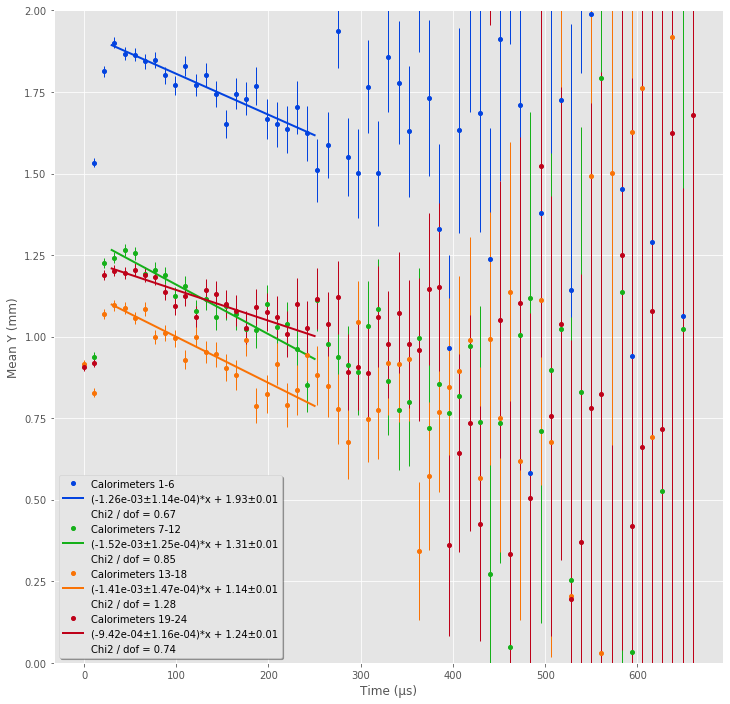 2.00
1.75
1.50
1.25
1.00
0.75
0.50
0.25
0.00
Mean Y (mm)
Calorimeters 1-6
(-1.26e-03±1.14e-04)*x + 1.93±0.01
Chi2 / dof = 0.67
Calorimeters 7-12
(-1.52e-03±1.25e-04)*x + 1.31±0.01
Chi2 / dof = 0.85
Calorimeters 13-18
(-1.41e-03±1.47e-04)*x + 1.14±0.01
Chi2 / dof = 1.28
Calorimeters 19-24
(-9.42e-04±1.16e-04)*x + 1.24±0.01
Chi2 / dof = 0.74
0 100 200 300 400 500 600
Time (μs)